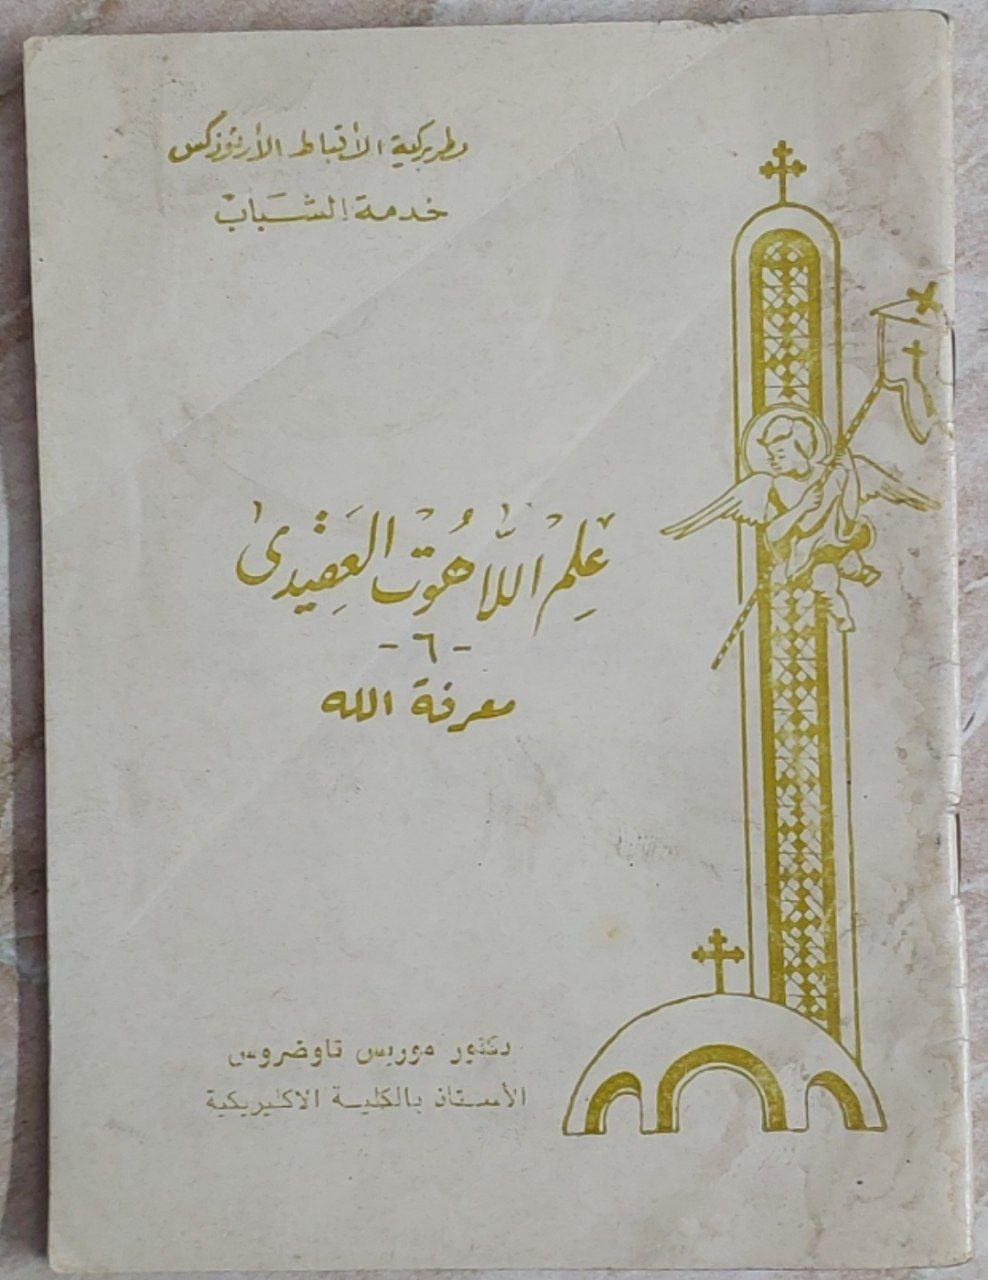 بطريركية الأقباط الأرثوذكس
خدمة الشباب
علم اللاهوت العقيدى
- ٦ -
معرفة الله
دكتور موريس تاوضروس
الأستاذ بالكلية الاكليريكية